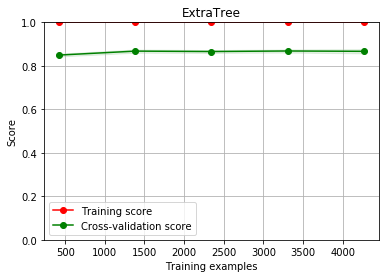 ExtraTree
1.0
0.8
0.6
0.4
0.2
0.0
Score
Training score
Cross-validation score
500 1000 1500 2000 2500 3000 3500 4000
Training examples